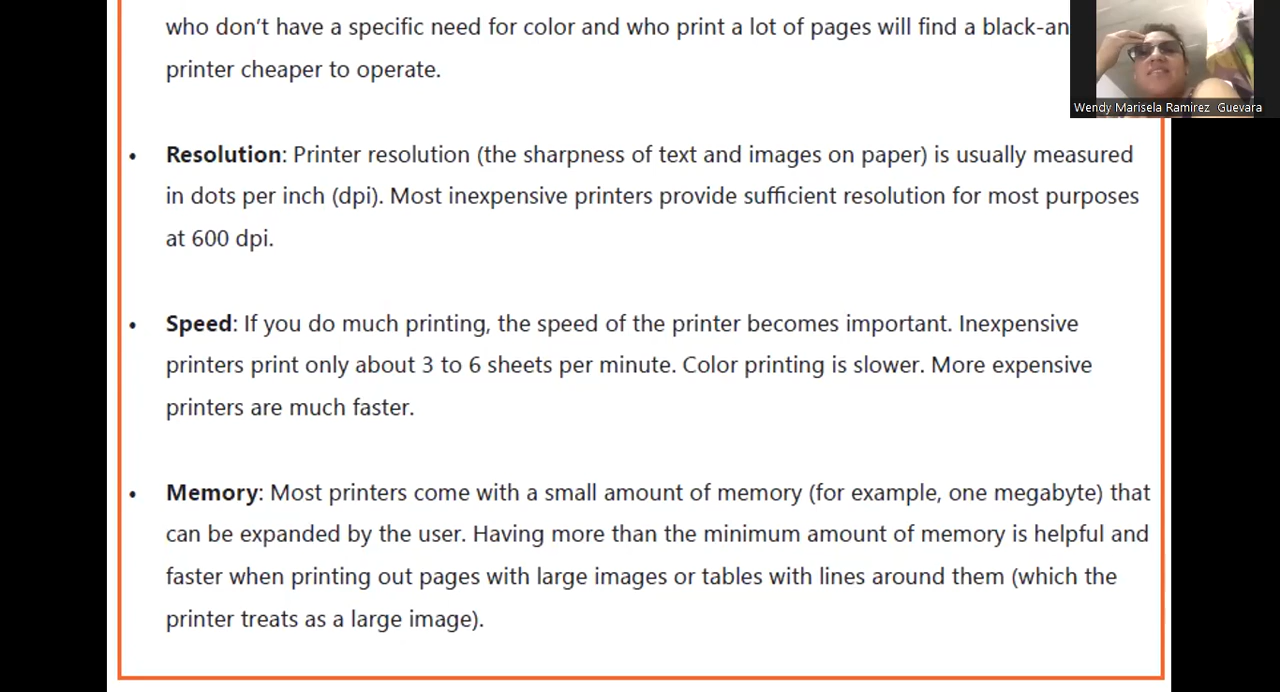 who don’t have a specific need for color and who print a lot of pages will find a black-an
printer cheaper to operate.
Wendy Marisela Ramirez Guevara
• Resolution: Printer resolution (the sharpness of text and images on paper) is usually measured
in dots per inch (dpi). Most inexpensive printers provide sufficient resolution for most purposes
at 600 dpi.
• Speed: If you do much printing, the speed of the printer becomes important. Inexpensive
printers print only about 3 to 6 sheets per minute. Color printing is slower. More expensive
printers are much faster.
• Memory: Most printers come with a small amount of memory (for example, one megabyte) that
can be expanded by the user. Having more than the minimum amount of memory is helpful and
faster when printing out pages with large images or tables with lines around them (which the
printer treats as a large image).